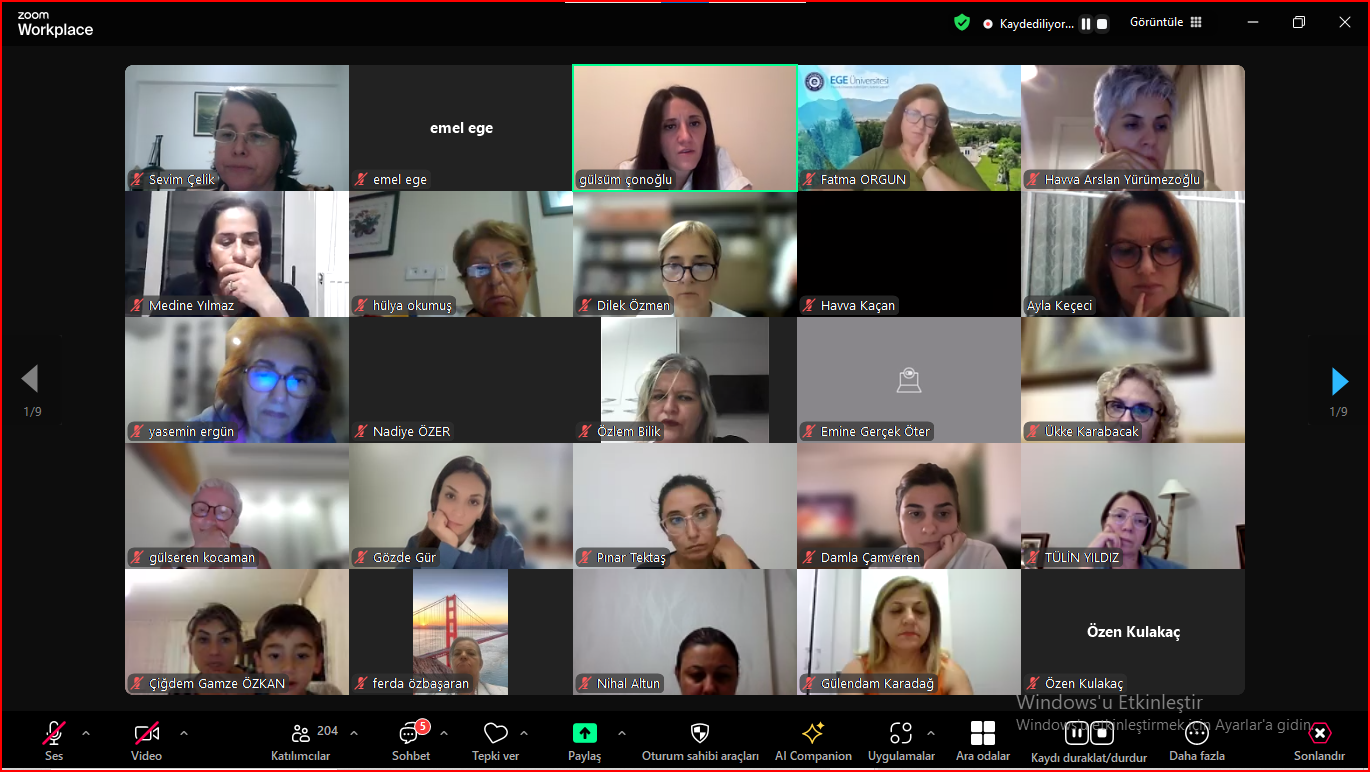 zoom
Workplace
Kaydediliyor...
Görüntüle
Sevim Çelik
emel ege
emel ege
gülsüm çonoğlu
EGE Üniversitesi
Fatma ORGUN
Havva Arslan Yürümezoğlu
Medine Yılmaz
hülya okumuş
Dilek Özmen
Havva Kaçan
Ayla Keçeci
yasemin ergün
Nadiye ÖZER
Özlem Bilik
Emine Gerçek Öter
Ükke Karabacak
1/9
1/9
gülseren kocaman
Gözde Gür
Pınar Tektaş
Damla Çamveren
TÜLİN YILDIZ
Çiğdem Gamze ÖZKAN
ferda özbaşaran
Nihal Altun
Gülendam Karadağ
Özen Kulakaç
Özen Kulakaç
Windows'u Etkinleştir
Windows'u etkinleştirmek için Ayarlar'a gidin.
Ses
Video
Katılımcılar
204
Sohbet
5
Tepki ver
Paylaş
Oturum sahibi araçları
AI Companion
Uygulamalar
Ara odalar
Kaydı duraklat/durdur
Daha fazla
Sonlandır